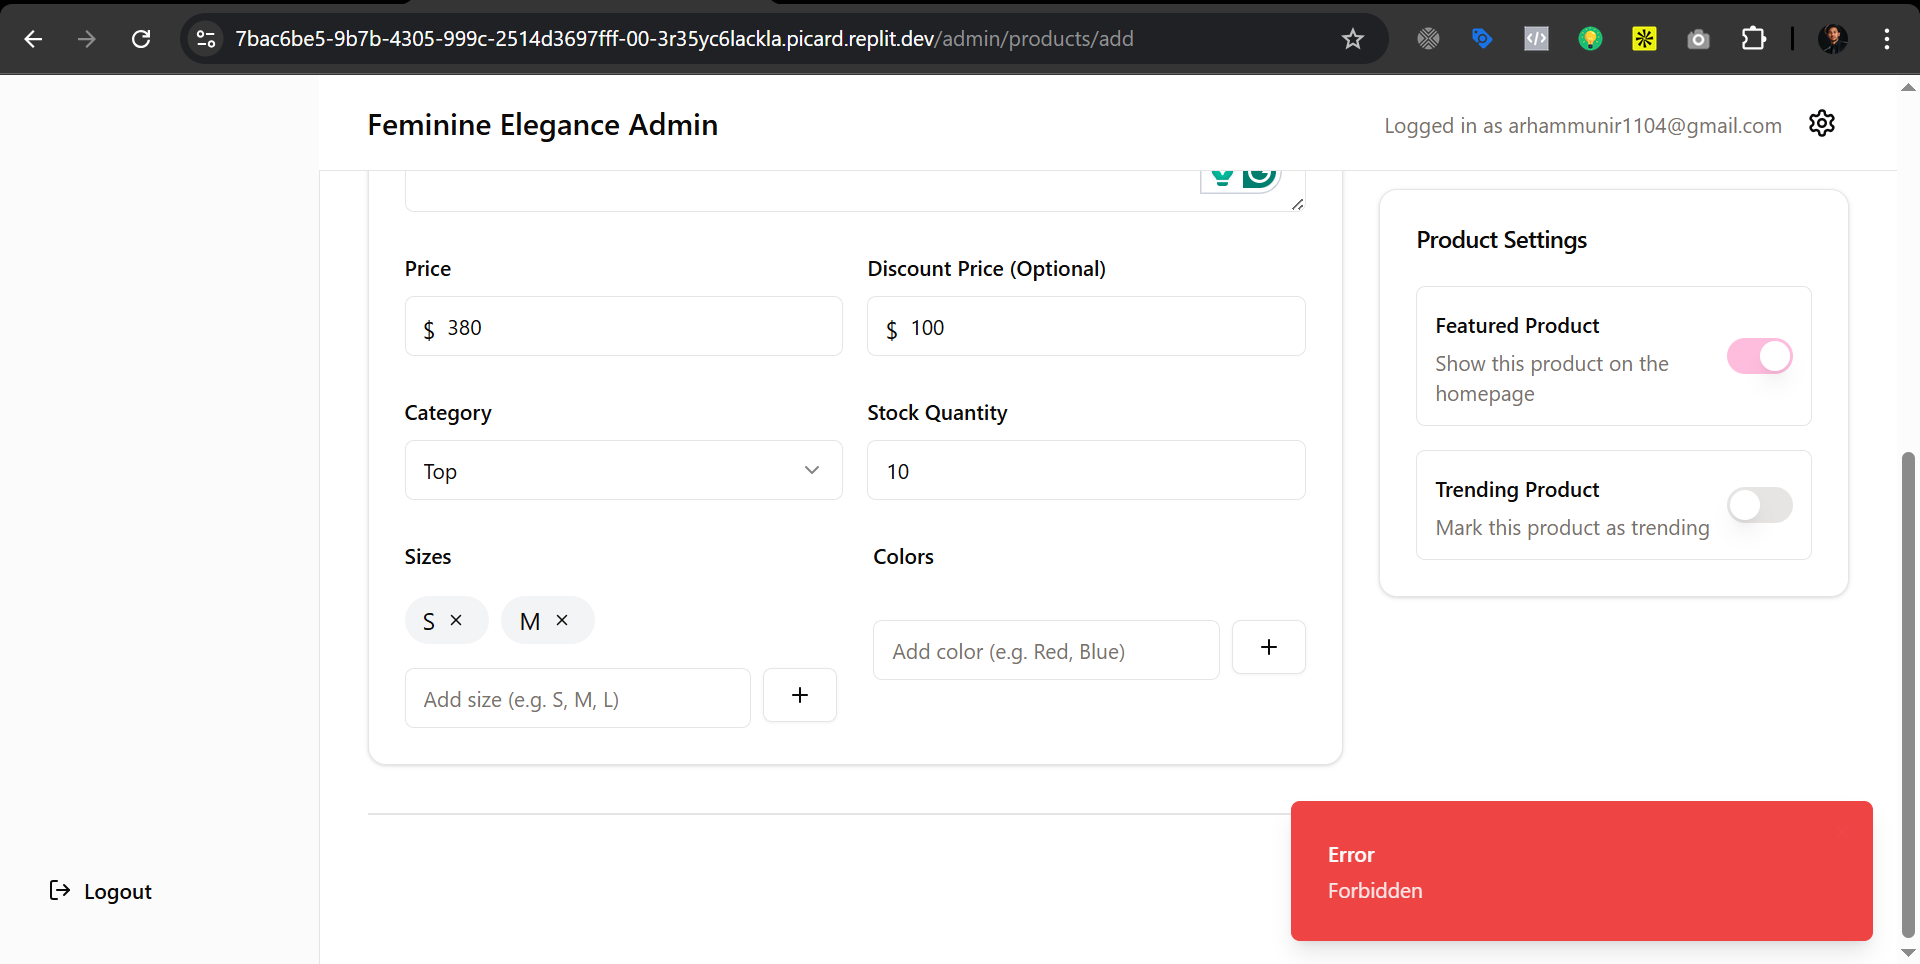 7bac6be5-9b7b-4305-999c-2514d3697fff-00-3r35yc6lackla.picard.replit.dev/admin/products/add
Feminine Elegance Admin
Logged in as arhammunir1104@gmail.com
Price
Discount Price (Optional)
$ 380
$ 100
Category
Stock Quantity
Top
10
Sizes
Colors
S ×
M ×
Add size (e.g. S, M, L)
+
Add color (e.g. Red, Blue)
+
Product Settings
Featured Product
Show this product on the
homepage
Trending Product
Mark this product as trending
Logout
Error
Forbidden